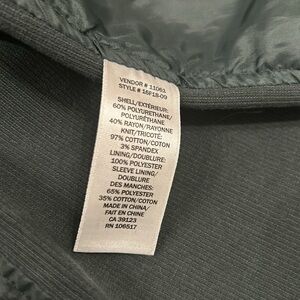 VENDOR # 11061
STYLE # 16F18-09
SHELL/EXTÉRIEUR:
60% POLYURETHANE/
POLYURÉTHANE
40% RAYON/RAYONNE
KNIT/TRICOTÉ:
97% COTTON/COTON
3% SPANDEX
LINING/DOUBLURE:
100% POLYESTER
SLEEVE LINING/
DOUBLURE
DES MANCHES:
65% POLYESTER
35% COTTON/COTON
MADE IN CHINA/
FAIT EN CHINE
CA 39123
RN 106517